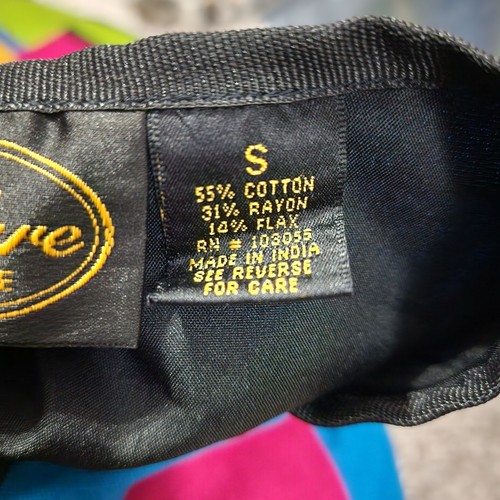 S
55% COTTON
31% RAYON
14% FLAX
RN # 103055
MADE IN INDIA
SEE REVERSE
FOR CARE